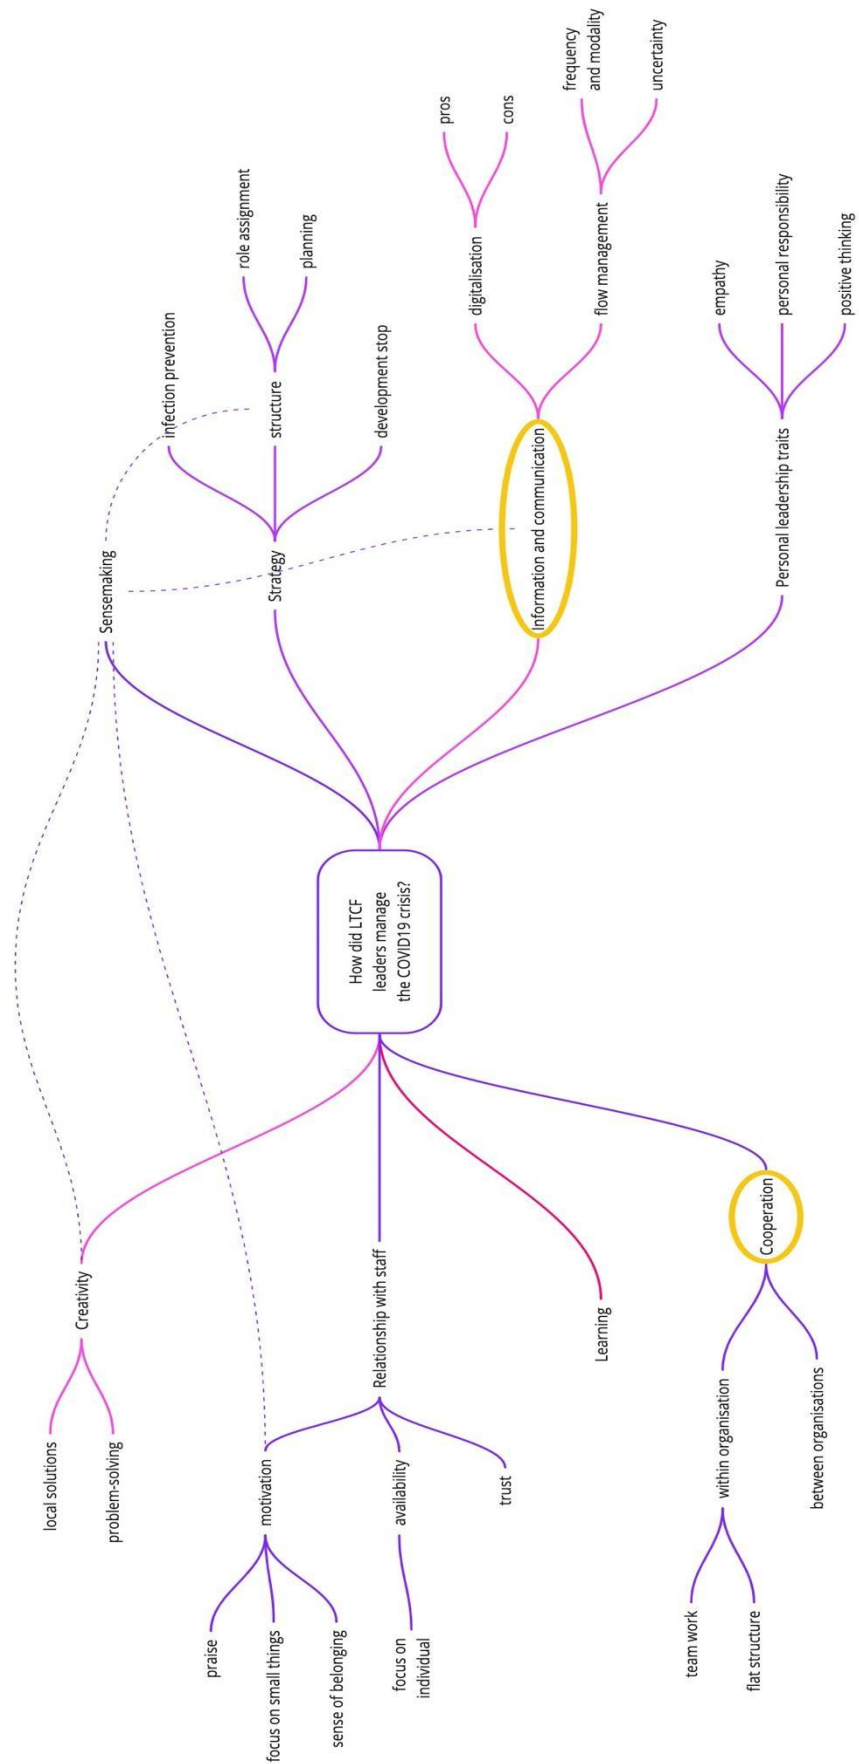 How did LTCF
leaders manage
the COVID19 crisis?
Creativity
local solutions
problem-solving
Relationship with staff
motivation
praise
focus on small things
sense of belonging
availability
focus on
individual
trust
Learning
Cooperation
within organisation
team work
flat structure
between organisations
Sensemaking
Strategy
infection prevention
structure
role assignment
planning
development stop
Information and communication
digitalisation
pros
cons
flow management
frequency
and modality
uncertainty
Personal leadership traits
empathy
personal responsibility
positive thinking